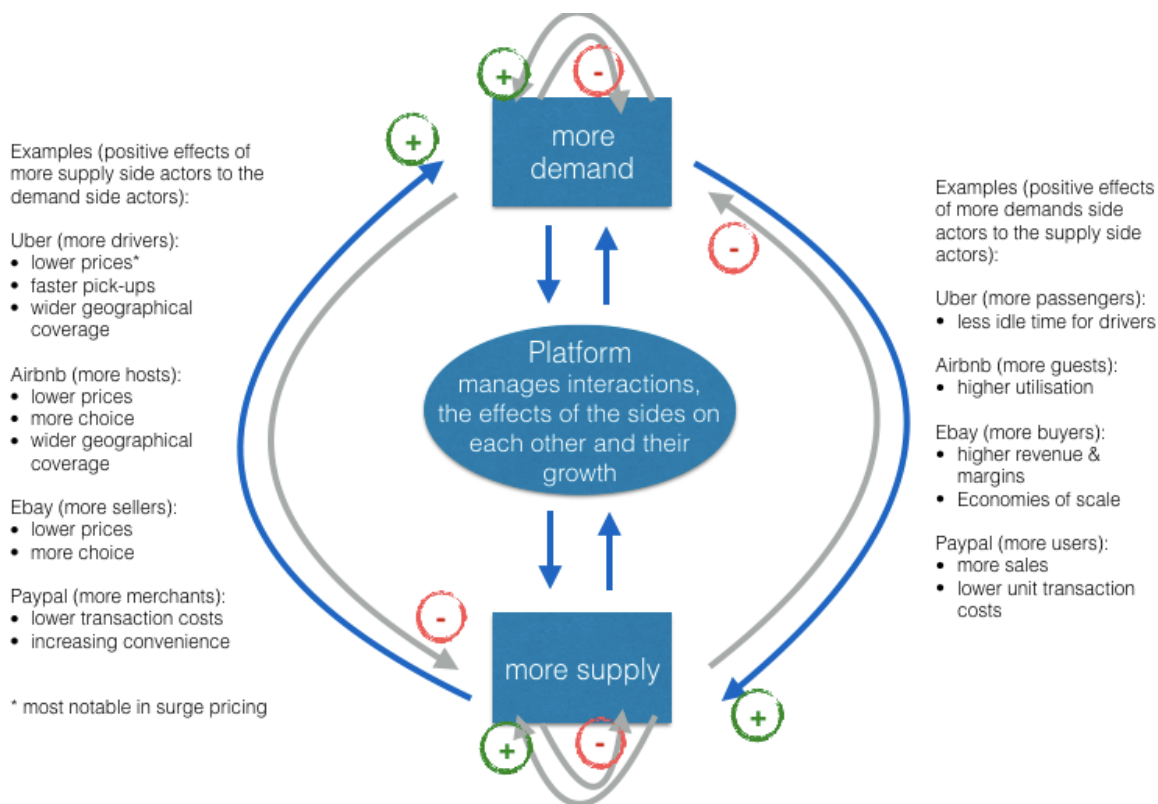 +
-
more
demand
+
Examples (positive effects of
more supply side actors to the
demand side actors):
Uber (more drivers):
• lower prices*
• faster pick-ups
• wider geographical
coverage
Airbnb (more hosts):
• lower prices
• more choice
• wider geographical
coverage
Ebay (more sellers):
• lower prices
• more choice
Paypal (more merchants):
• lower transaction costs
• increasing convenience
* most notable in surge pricing
Platform
manages interactions,
the effects of the sides on
each other and their
growth
-
-
more supply
+
-
+
Examples (positive effects
of more demands side
actors to the supply side
actors):
Uber (more passengers):
• less idle time for drivers
Airbnb (more guests):
• higher utilisation
Ebay (more buyers):
• higher revenue &
margins
• Economies of scale
Paypal (more users):
• more sales
• lower unit transaction
costs